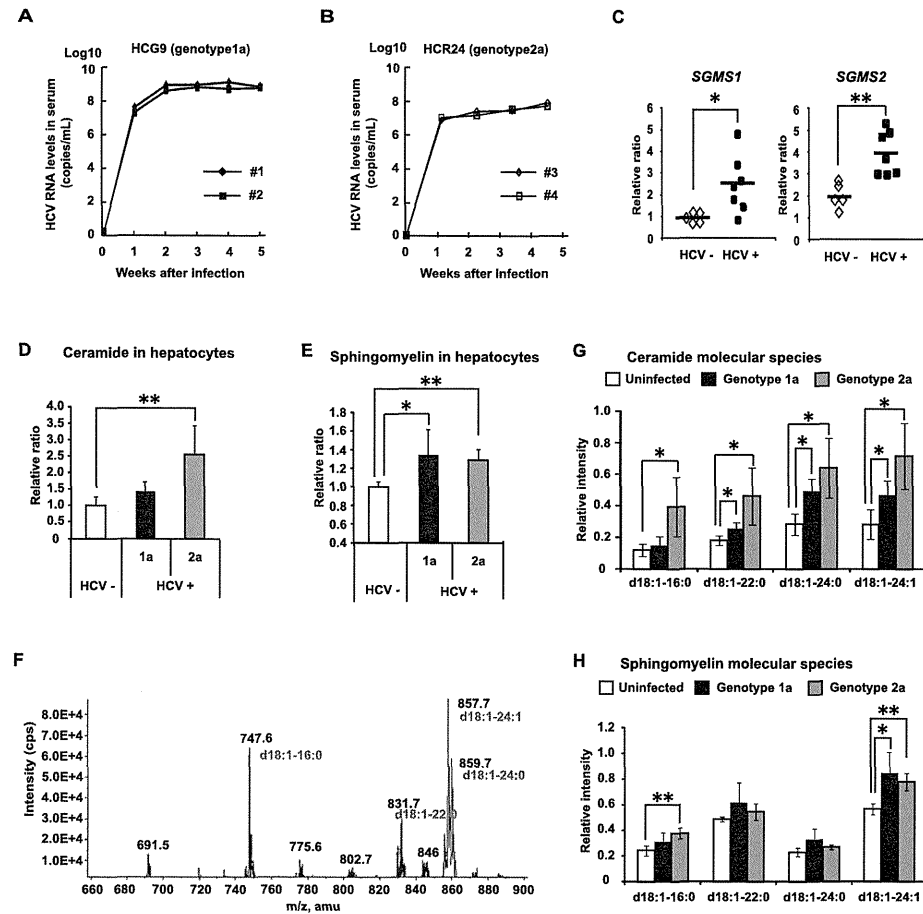 A
Log10 HCG9 (genotype1a)
HCV RNA levels in serum
(copies/mL)
10
8
6
4
2
0
#1
#2
0 1 2 3 4 5
Weeks after infection
B
Log10 HCR24 (genotype2a)
HCV RNA levels in serum
(copies/mL)
10
8
6
4
2
0
#3
#4
0 1 2 3 4 5
Weeks after infection
C
SGMS1
*
Relative ratio
6
5
4
3
2
1
0
HCV - HCV +
SGMS2
**
Relative ratio
6
5
4
3
2
1
0
HCV - HCV +
D Ceramide in hepatocytes
**
Relative ratio
4.0
3.5
3.0
2.5
2.0
1.5
1.0
0.5
0
1a 2a
HCV - HCV +
E Sphingomyelin in hepatocytes
**
*
Relative ratio
1.8
1.6
1.4
1.2
1.0
0.8
0.6
0.4
1a 2a
HCV - HCV +
G Ceramide molecular species
Uninfected Genotype 1a Genotype 2a
Relative intensity
1.0
0.8
0.6
0.4
0.2
0
* * * * * * *
d18:1-16:0 d18:1-22:0 d18:1-24:0 d18:1-24:1
F
Intensity (cps)
8.0E+4
7.0E+4
6.0E+4
5.0E+4
4.0E+4
3.0E+4
2.0E+4
1.0E+4
691.5
747.6
d18:1-16:0
775.6
802.7
831.7
d18:1-22:0
846
857.7
d18:1-24:1
859.7
d18:1-24:0
660 680 700 720 740 760 780 800 820 840 860 880 900
m/z, amu
H Sphingomyelin molecular species
Uninfected Genotype 1a Genotype 2a
Relative intensity
1.2
1.0
0.8
0.6
0.4
0.2
** ** *
d18:1-16:0 d18:1-22:0 d18:1-24:0 d18:1-24:1